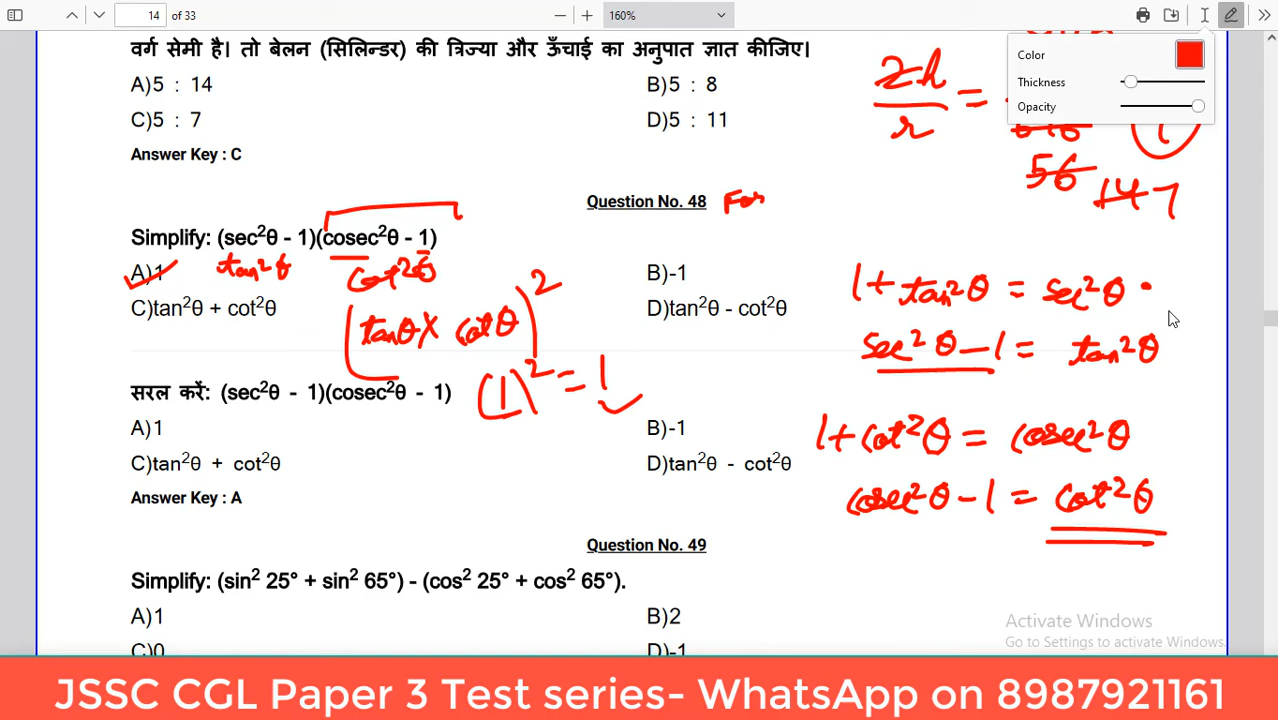 14 of 33
160%
वर्ग सेमी है। तो बेलन (सिलिन्डर) की त्रिज्या और ऊँचाई का अनुपात ज्ञात कीजिए।
A)5 : 14
B)5 : 8
C)5 : 7
D)5 : 11
Answer Key : C
2h
r
=
56
147
Color
Thickness
Opacity
Question No. 48
For
Simplify: (sec²θ - 1)(cosec²θ - 1)
A)1
tan²θ
cot²θ
B)-1
C)tan²θ + cot²θ
D)tan²θ - cot²θ
(tanθ x cotθ)²
(1)² = 1
1 + tan²θ = sec²θ
sec²θ - 1 = tan²θ
1 + cot²θ = cosec²θ
cosec²θ - 1 = cot²θ
सरल करें: (sec²θ - 1)(cosec²θ - 1)
A)1
B)-1
C)tan²θ + cot²θ
D)tan²θ - cot²θ
Answer Key : A
Question No. 49
Simplify: (sin² 25° + sin² 65°) - (cos² 25° + cos² 65°).
A)1
B)2
C)0
D)-1
Activate Windows
Go to Settings to activate Windows.
JSSC CGL Paper 3 Test series- WhatsApp on 8987921161